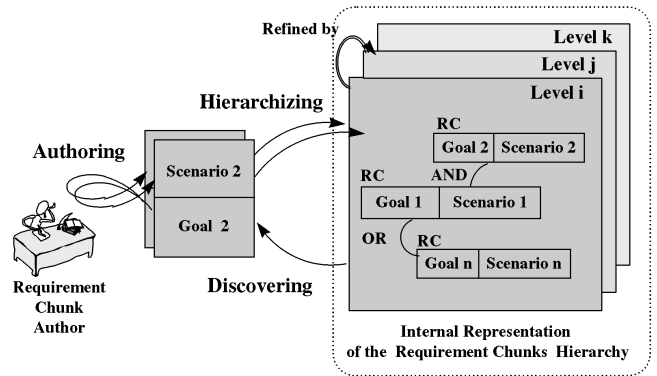 Refined by
Level k
Level j
Level i
Hierarchizing
Authoring
Scenario 2
Goal 2
RC
Goal 2 Scenario 2
AND
RC
Goal 1 Scenario 1
OR
RC
Goal n Scenario n
Discovering
Requirement
Chunk
Author
Internal Representation
of the Requirement Chunks Hierarchy